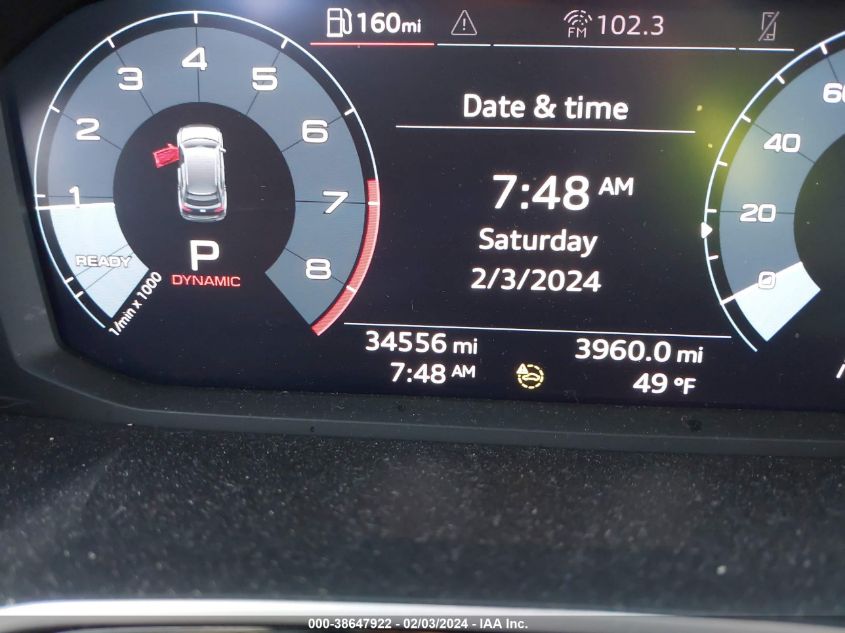 160mi
FM 102.3
Date & time
7:48 AM
Saturday
2/3/2024
4
3
5
2
6
1
7
8
READY
P
DYNAMIC
1/min x 1000
60
40
20
0
34556 mi
3960.0 mi
7:48 AM
49 °F
000-38647922 - 02/03/2024 - IAA Inc.